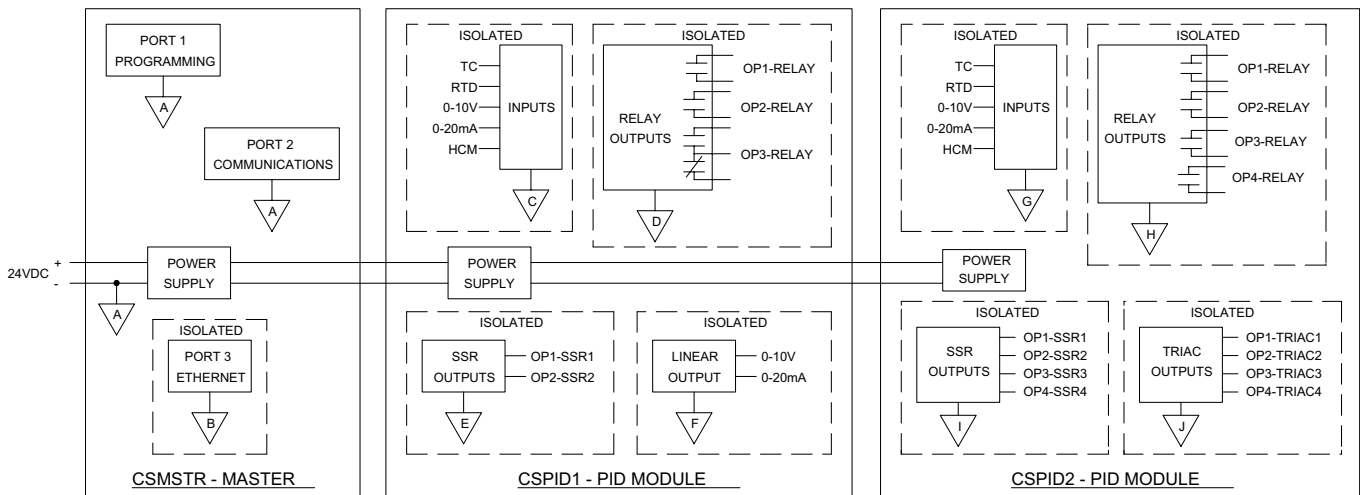 PORT 1
PROGRAMMING
A
PORT 2
COMMUNICATIONS
A
24VDC
+
-
A
POWER
SUPPLY
ISOLATED
PORT 3
ETHERNET
B
CSMSTR - MASTER
ISOLATED
TC
RTD
0-10V
0-20mA
HCM
INPUTS
C
ISOLATED
RELAY
OUTPUTS
OP1-RELAY
OP2-RELAY
OP3-RELAY
D
POWER
SUPPLY
ISOLATED
SSR
OUTPUTS
OP1-SSR1
OP2-SSR2
E
ISOLATED
LINEAR
OUTPUT
0-10V
0-20mA
F
CSPID1 - PID MODULE
ISOLATED
TC
RTD
0-10V
0-20mA
HCM
INPUTS
G
ISOLATED
RELAY
OUTPUTS
OP1-RELAY
OP2-RELAY
OP3-RELAY
OP4-RELAY
H
POWER
SUPPLY
ISOLATED
SSR
OUTPUTS
OP1-SSR1
OP2-SSR2
OP3-SSR3
OP4-SSR4
I
ISOLATED
TRIAC
OUTPUTS
OP1-TRIAC1
OP2-TRIAC2
OP3-TRIAC3
OP4-TRIAC4
J
CSPID2 - PID MODULE